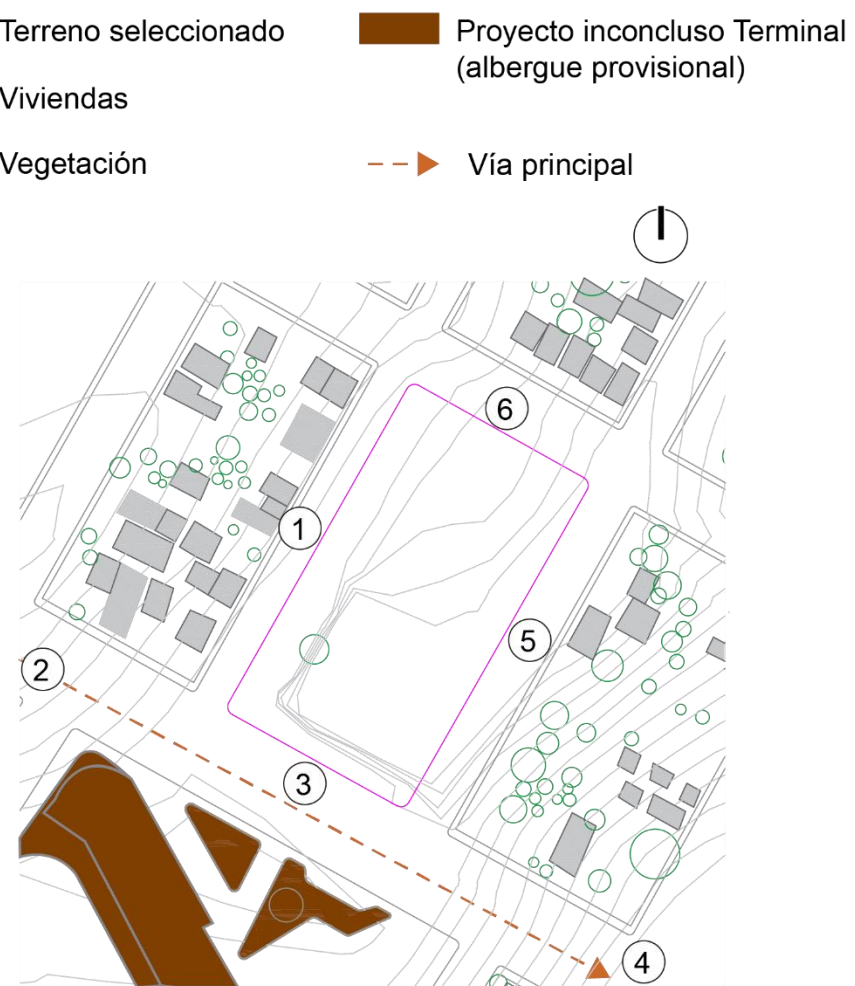 Terreno seleccionado
Proyecto inconcluso Terminal
(albergue provisional)
Viviendas
Vegetación
Vía principal
6
1
5
2
3
4